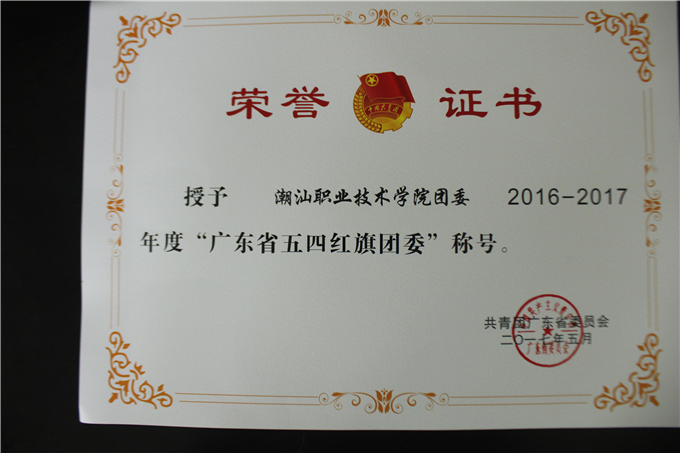 荣誉证书
授予 潮汕职业技术学院团委 2016-2017
年度“广东省五四红旗团委”称号。
共青团广东省委员会
二〇一七年五月